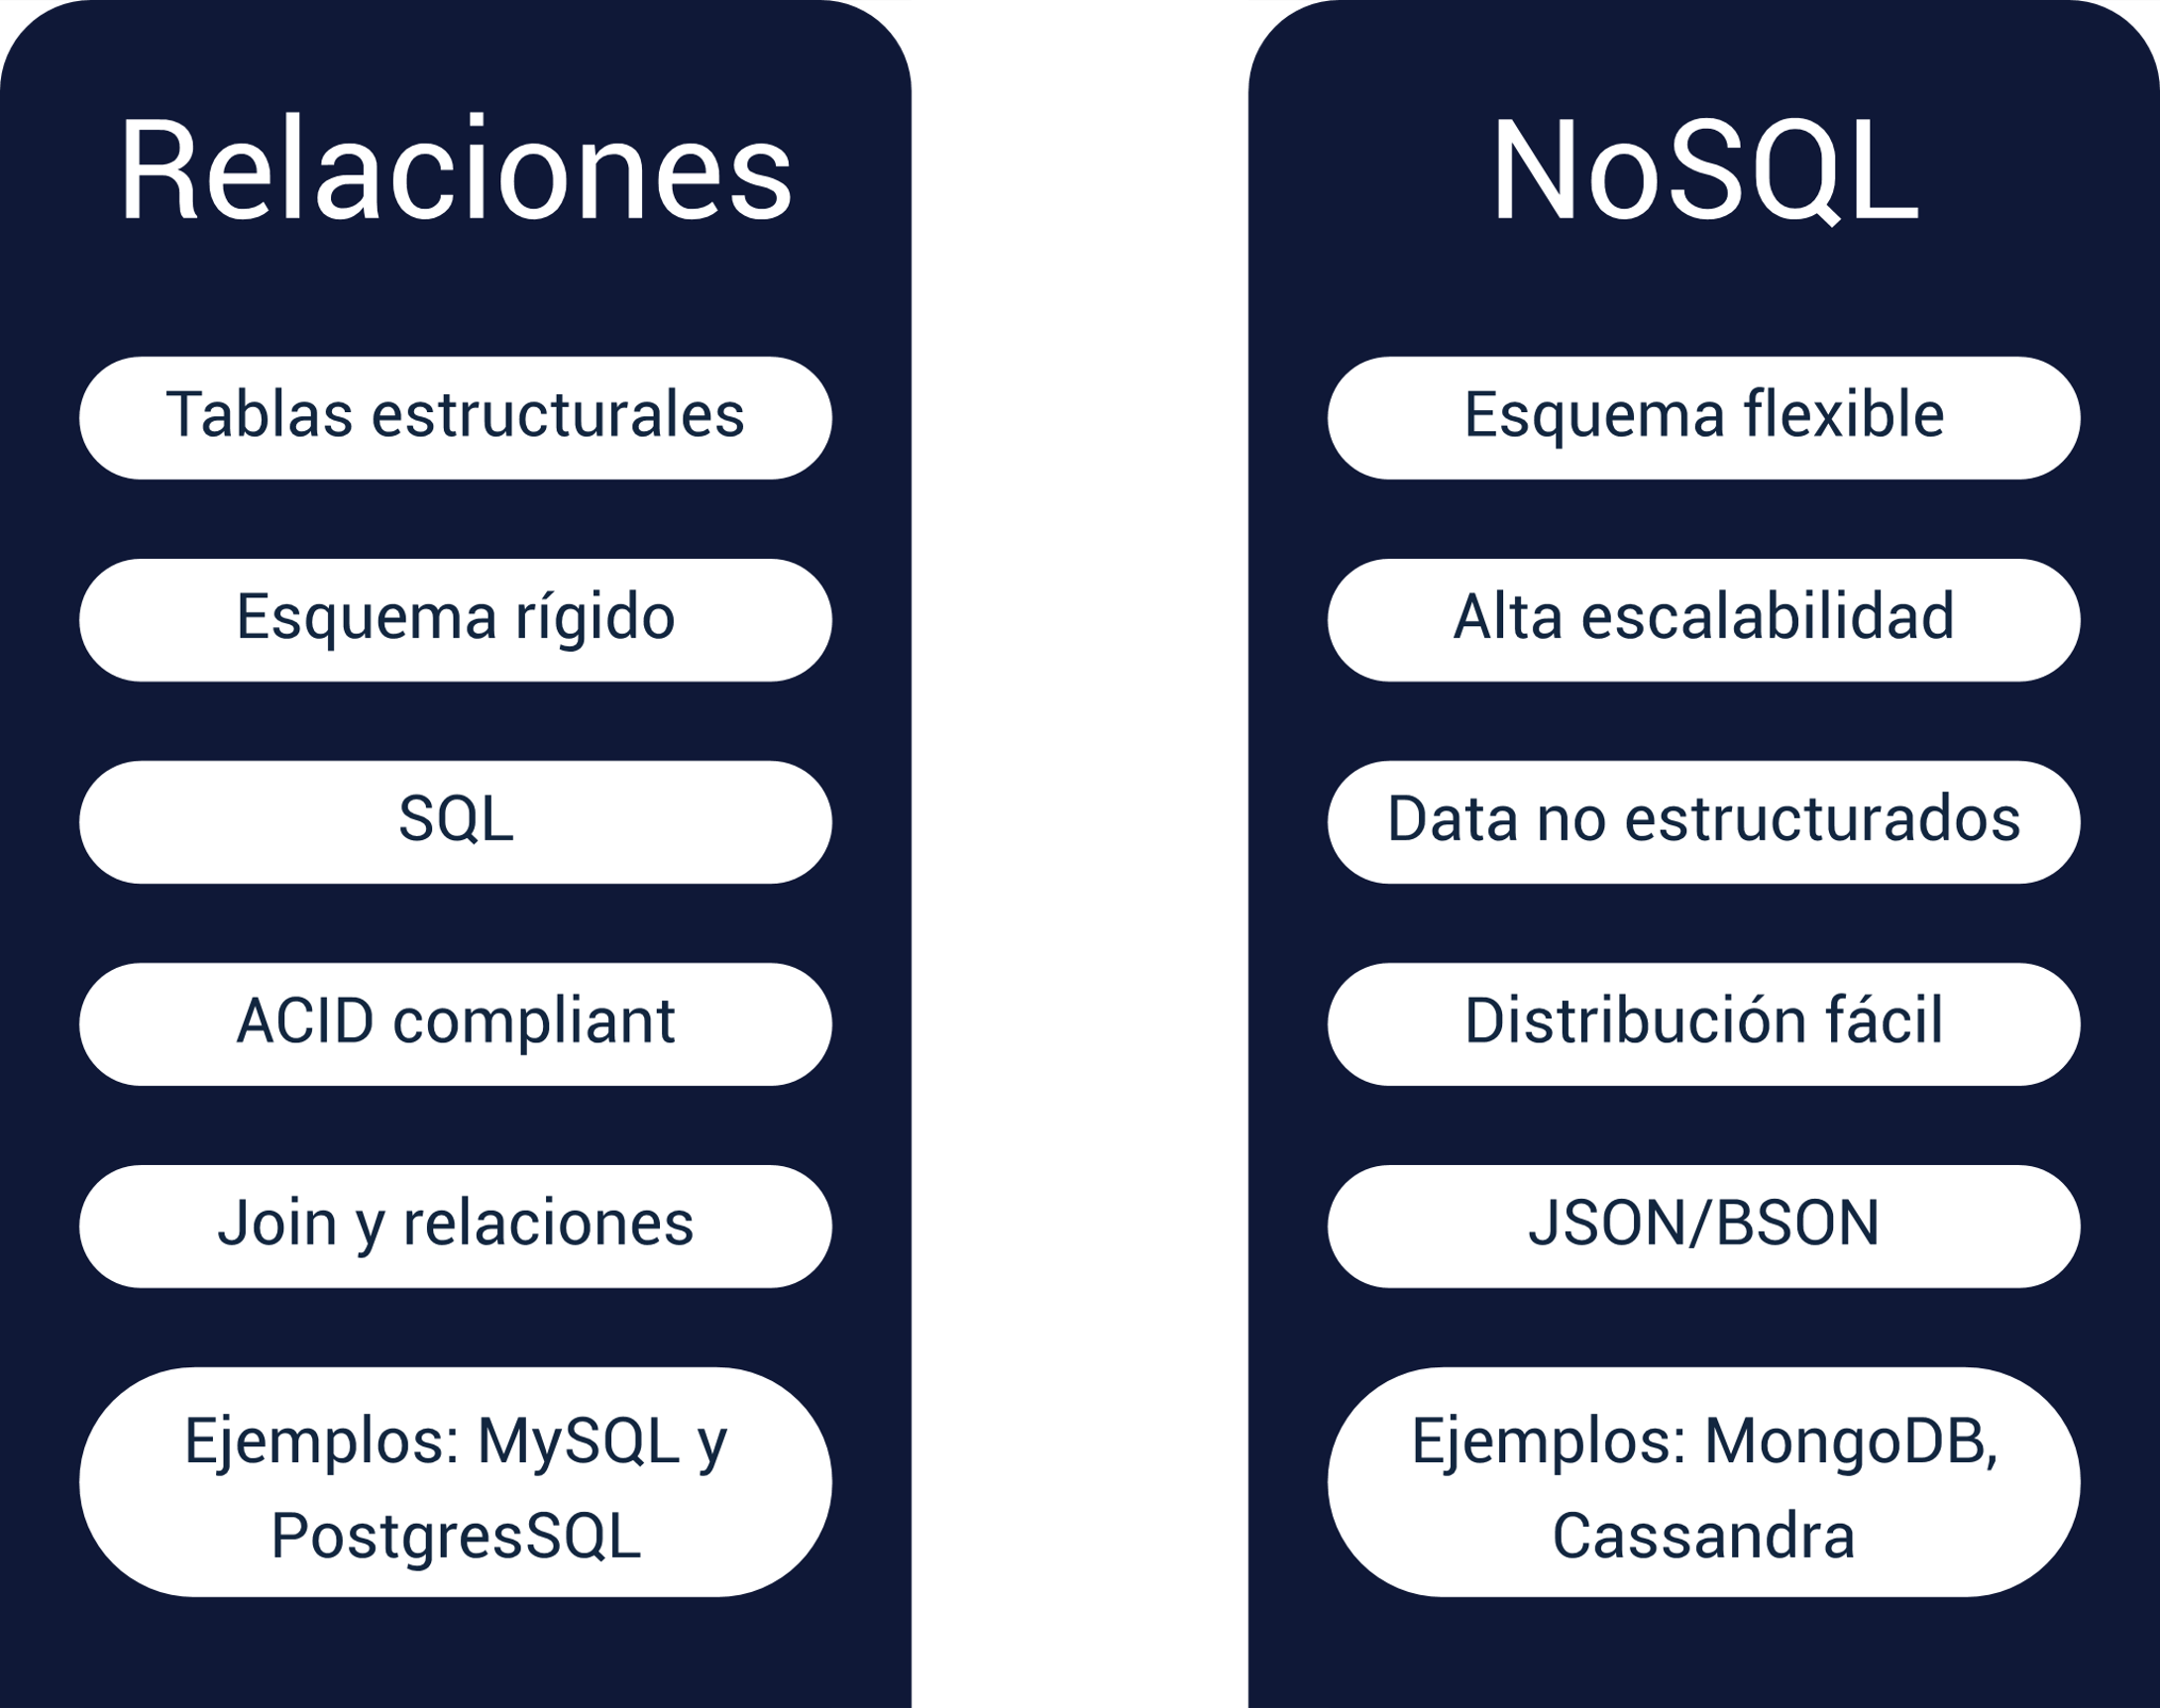 Relaciones
Tablas estructurales
Esquema rígido
SQL
ACID compliant
Join y relaciones
Ejemplos: MySQL y
PostgresSQL
NoSQL
Esquema flexible
Alta escalabilidad
Data no estructurados
Distribución fácil
JSON/BSON
Ejemplos: MongoDB,
Cassandra